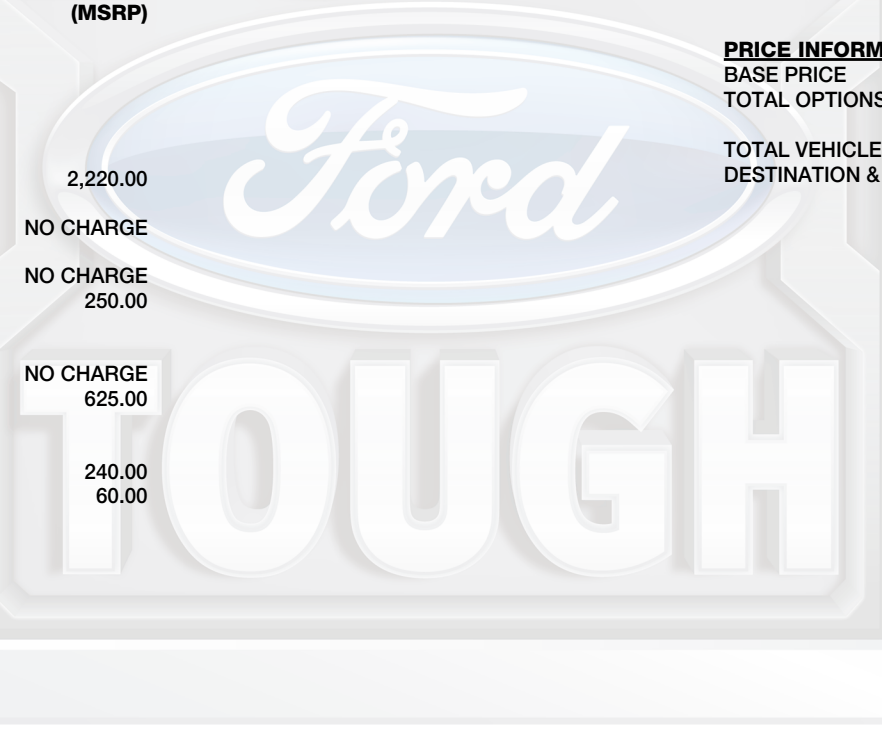 (MSRP)
2,220.00
NO CHARGE
NO CHARGE
250.00
NO CHARGE
625.00
240.00
60.00
PRICE INFORM
BASE PRICE
TOTAL OPTIONS
TOTAL VEHICLE
DESTINATION &
Ford
TOUGH